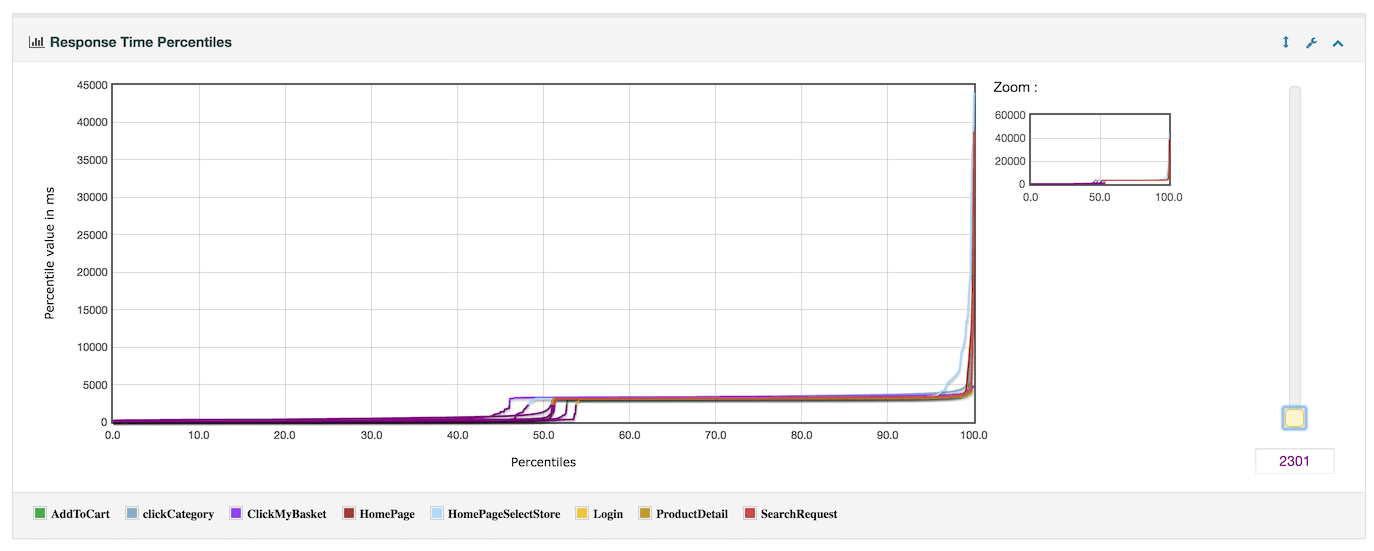 Response Time Percentiles
45000
40000
35000
30000
25000
20000
15000
10000
5000
0
Percentile value in ms
0.0 10.0 20.0 30.0 40.0 50.0 60.0 70.0 80.0 90.0 100.0
Percentiles
Zoom :
60000
40000
20000
0
0.0 50.0 100.0
2301
AddToCart clickCategory ClickMyBasket HomePage HomePageSelectStore Login ProductDetail SearchRequest